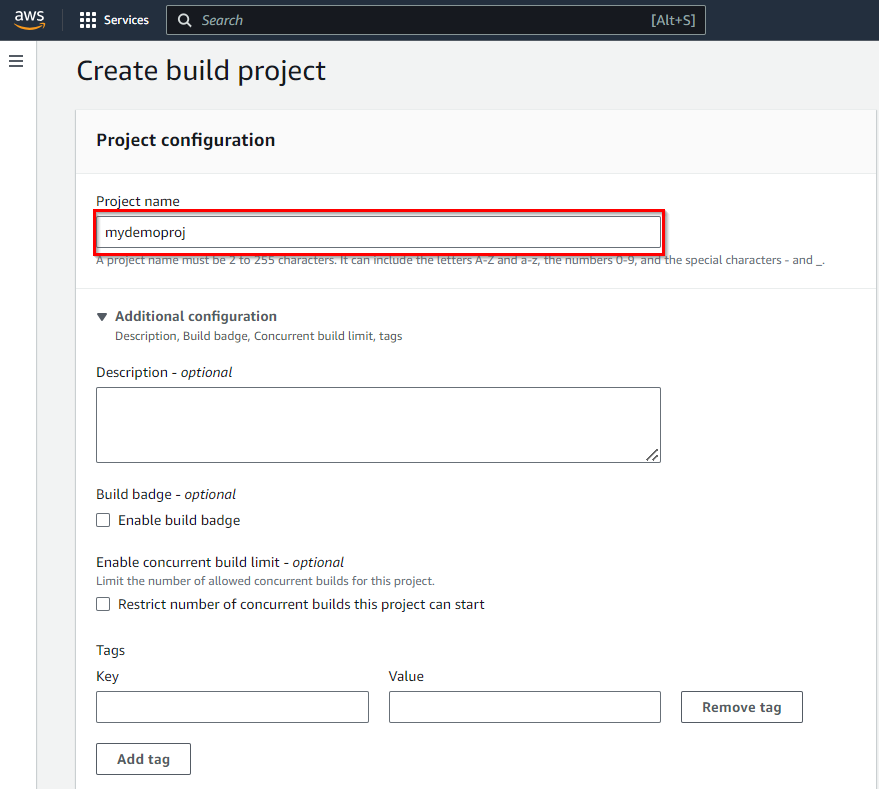 aws Services Search [Alt+S]
Create build project
Project configuration
Project name
mydemoproj
A project name must be 2 to 255 characters. It can include the letters A-Z and a-z, the numbers 0-9, and the special characters - and _.
Additional configuration
Description, Build badge, Concurrent build limit, tags
Description - optional
Build badge - optional
Enable build badge
Enable concurrent build limit - optional
Limit the number of allowed concurrent builds for this project.
Restrict number of concurrent builds this project can start
Tags
Key Value
Remove tag
Add tag